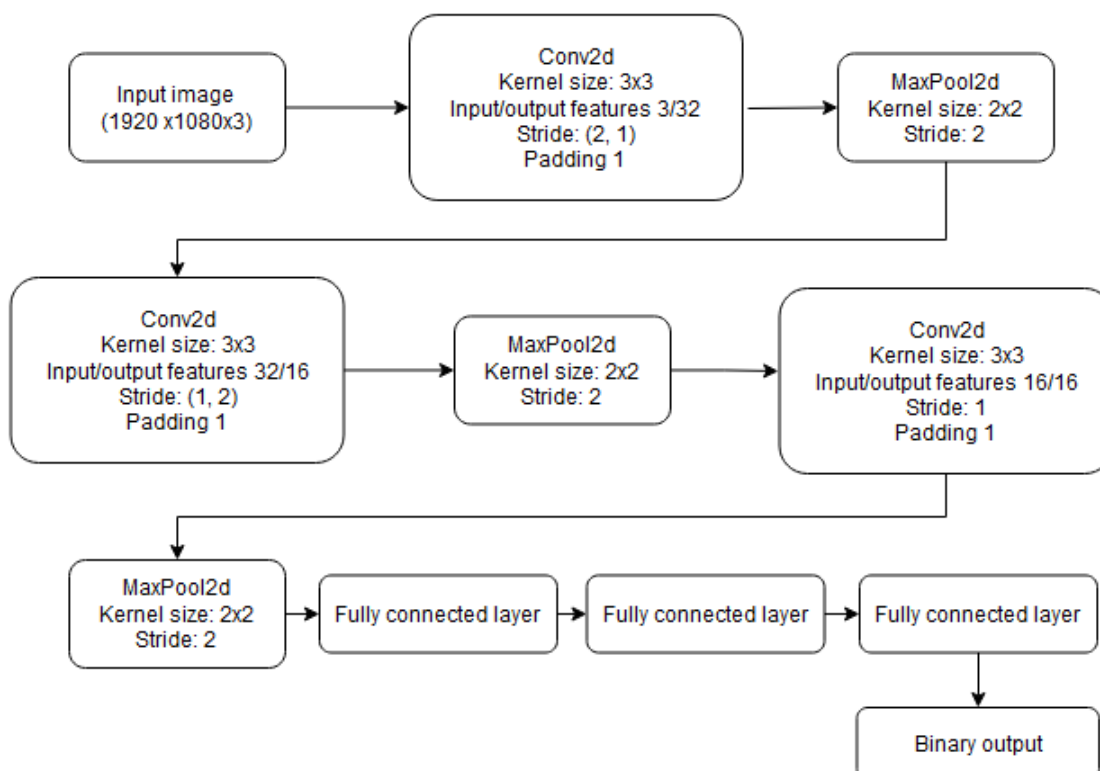 Input image
(1920 x1080x3)
Conv2d
Kernel size: 3x3
Input/output features 3/32
Stride: (2, 1)
Padding 1
MaxPool2d
Kernel size: 2x2
Stride: 2
Conv2d
Kernel size: 3x3
Input/output features 32/16
Stride: (1, 2)
Padding 1
MaxPool2d
Kernel size: 2x2
Stride: 2
Conv2d
Kernel size: 3x3
Input/output features 16/16
Stride: 1
Padding 1
MaxPool2d
Kernel size: 2x2
Stride: 2
Fully connected layer
Fully connected layer
Fully connected layer
Binary output